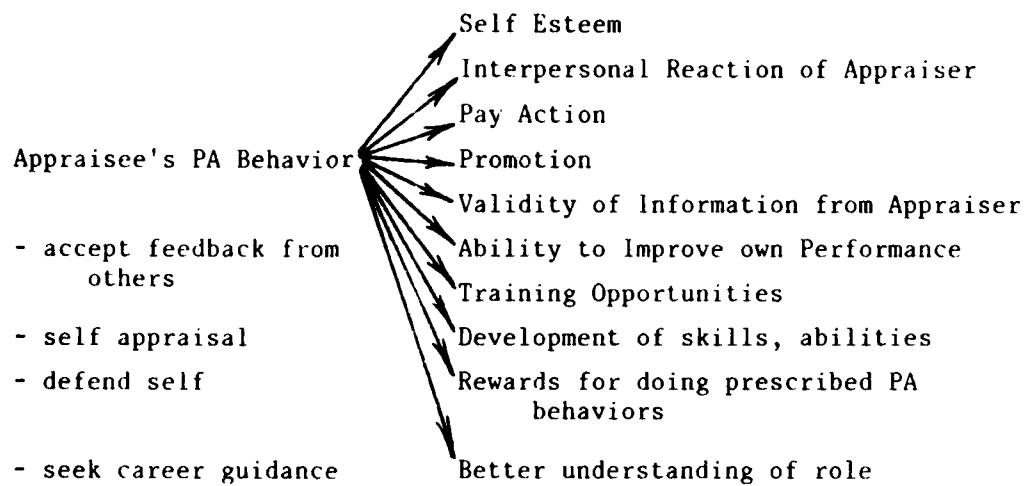 Self Esteem
Interpersonal Reaction of Appraiser
Pay Action
Appraisee's PA Behavior
Promotion
Validity of Information from Appraiser
- accept feedback from
others
Ability to Improve own Performance
Training Opportunities
- self appraisal
Development of skills, abilities
- defend self
Rewards for doing prescribed PA
behaviors
- seek career guidance
Better understanding of role